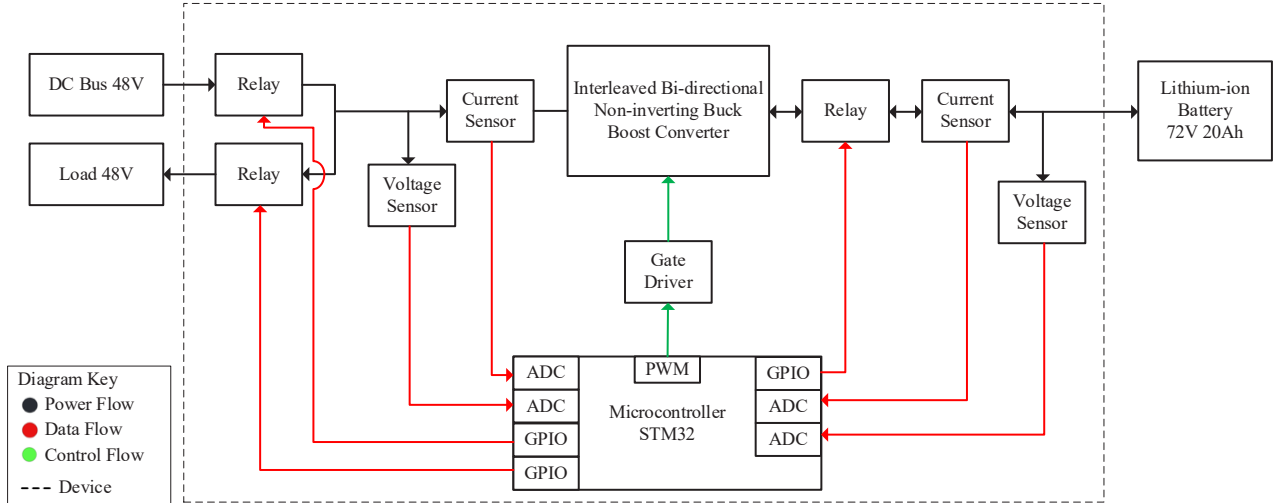 DC Bus 48V
Relay
Load 48V
Relay
Current
Sensor
Voltage
Sensor
Interleaved Bi-directional
Non-inverting Buck
Boost Converter
Relay
Current
Sensor
Lithium-ion
Battery
72V 20Ah
Voltage
Sensor
Gate
Driver
PWM
ADC
ADC
GPIO
GPIO
Microcontroller
STM32
GPIO
ADC
ADC
Diagram Key
Power Flow
Data Flow
Control Flow
Device